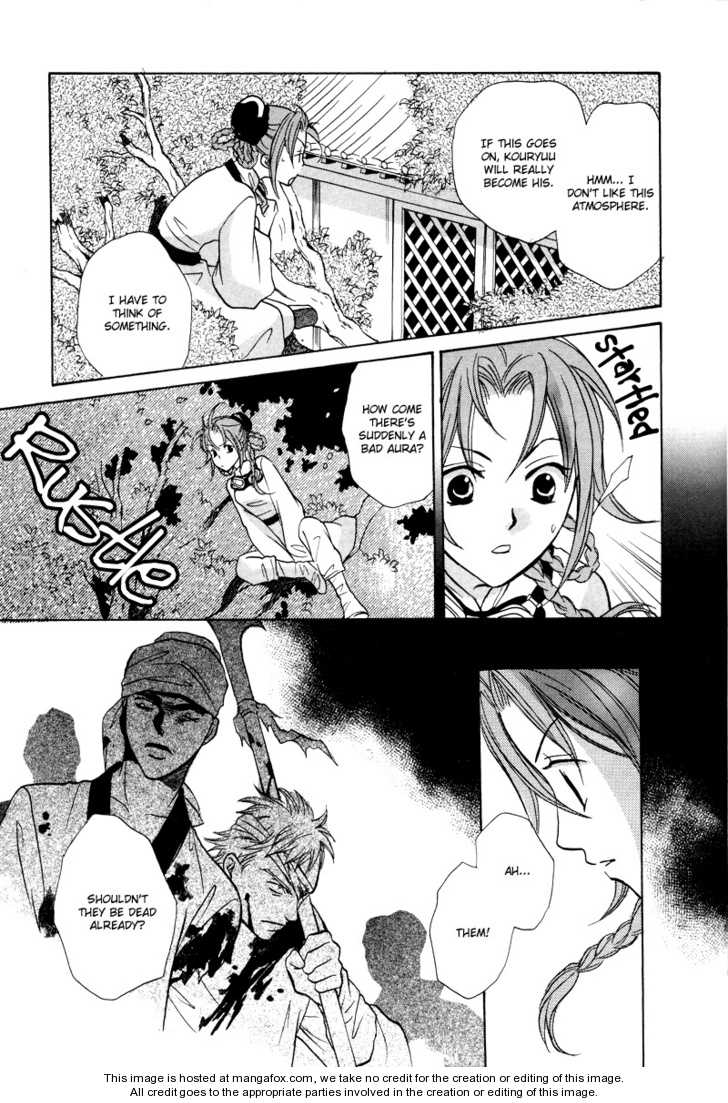 HMM... I
DON'T LIKE THIS
ATMOSPHERE.
IF THIS GOES
ON, KOURYUU
WILL REALLY
BECOME HIS.
I HAVE TO
THINK OF
SOMETHING.
startled
HOW COME
THERE'S
SUDDENLY A
BAD AURA?
Rustle
AH...
THEM!
SHOULDN'T
THEY BE DEAD
ALREADY?
This image is hosted at mangafox.com, we take no credit for the creation or editing of this image.
All credit goes to the appropriate parties involved in the creation or editing of this image.